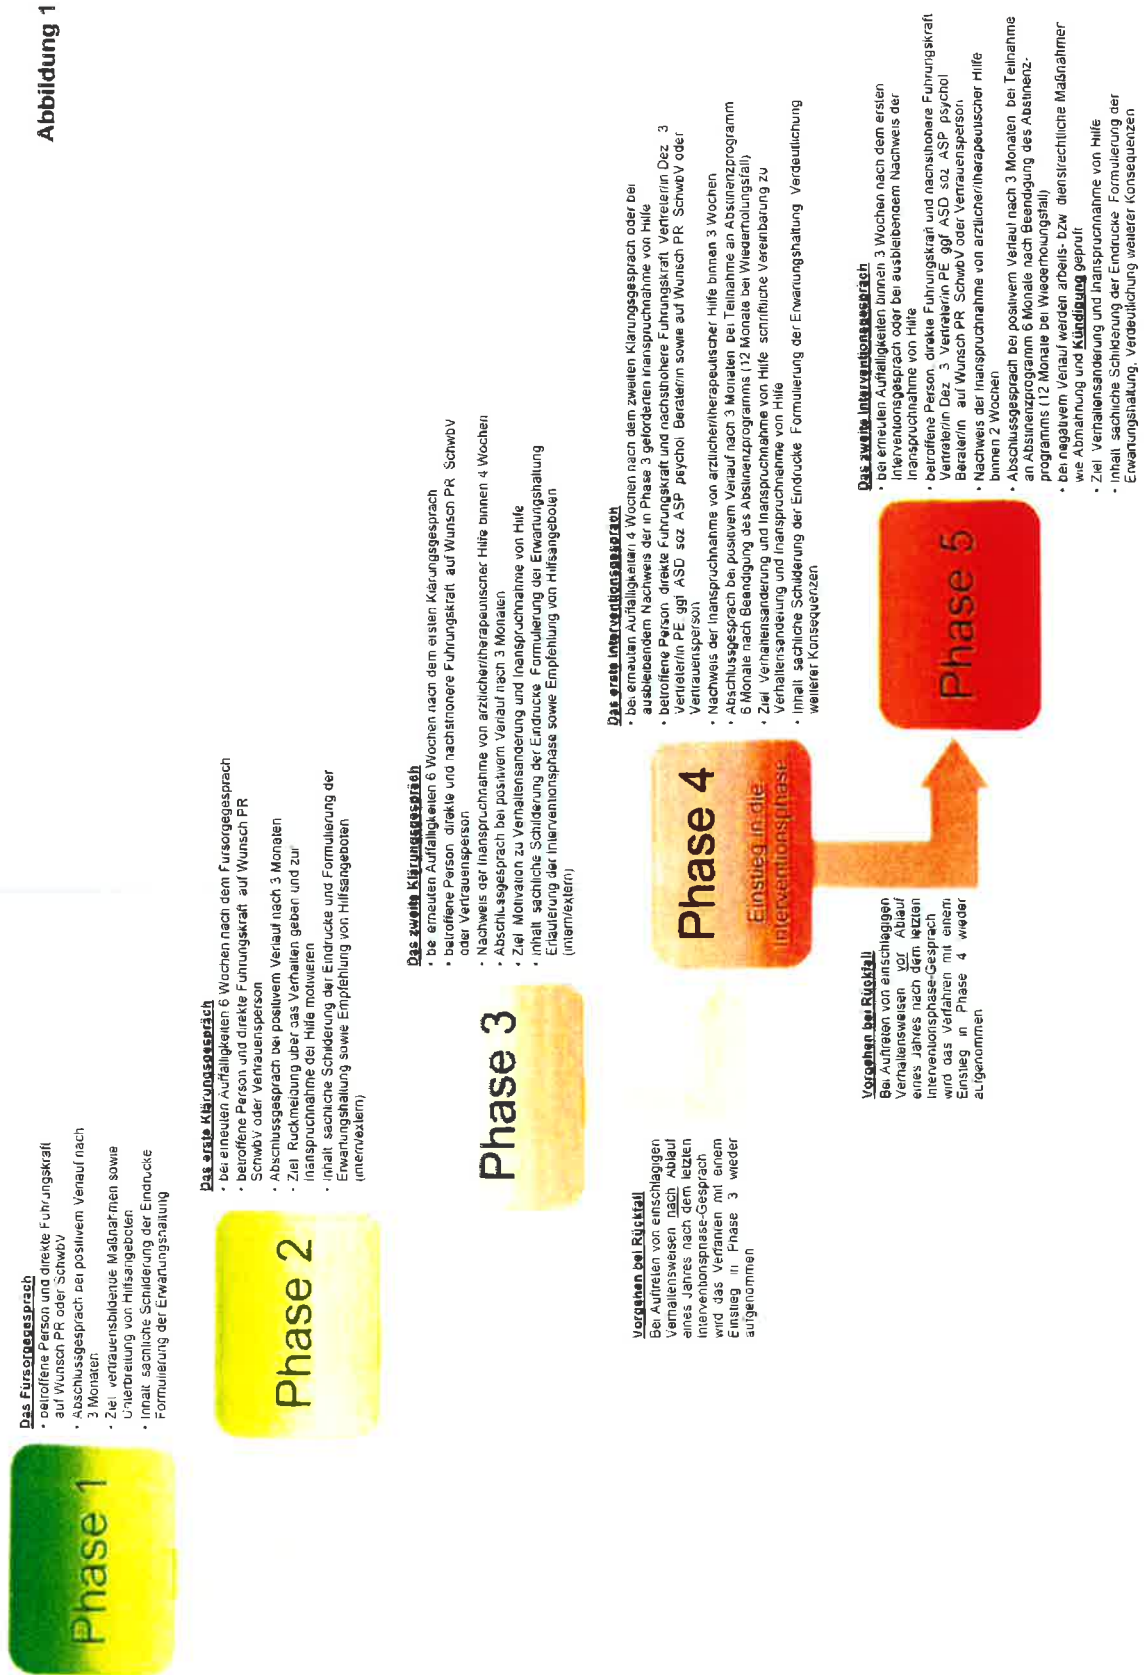 Abbildung 1
Phase 1
Das Fürsorgegespräch
• betroffene Person und direkte Führungskraft
auf Wunsch PR oder SchwbV
• Abschlussgespräch bei positivem Verlauf nach
3 Monaten
• Ziel vertrauensbildende Maßnahmen sowie
Unterbreitung von Hilfsangeboten
• Inhalt sachliche Schilderung der Eindrücke
Formulierung der Erwartungshaltung
Phase 2
Das erste Klärungsgespräch
• bei erneuten Auffälligkeiten 6 Wochen nach dem Fürsorgegespräch
• betroffene Person und direkte Führungskraft auf Wunsch PR
SchwbV oder Vertrauensperson
• Abschlussgespräch bei positivem Verlauf nach 3 Monaten
• Ziel Rückmeldung über das Verhalten geben und zur
Inanspruchnahme der Hilfe motivieren
• Inhalt sachliche Schilderung der Eindrücke und Formulierung der
Erwartungshaltung sowie Empfehlung von Hilfsangeboten
(intern/extern)
Phase 3
Das zweite Klärungsgespräch
• bei erneuten Auffälligkeiten 6 Wochen nach dem ersten Klärungsgespräch
• betroffene Person direkte und nächsthöhere Führungskraft auf Wunsch PR SchwbV
oder Vertrauensperson
• Nachweis der Inanspruchnahme von ärztlicher/therapeutischer Hilfe binnen 4 Wochen
• Abschlussgespräch bei positivem Verlauf nach 3 Monaten
• Ziel Motivation zu Verhaltensänderung und Inanspruchnahme von Hilfe
• Inhalt sachliche Schilderung der Eindrücke Formulierung der Erwartungshaltung
Erläuterung der Interventionsphase sowie Empfehlung von Hilfsangeboten
(intern/extern)
Vorgehen bei Rückfall
Bei Auftreten von einschlägigen
Verhaltensweisen nach Ablauf
eines Jahres nach dem letzten
Interventionsphase-Gespräch
wird das Verfahren mit einem
Einstieg in Phase 3 wieder
aufgenommen
Phase 4
Einstieg in die
Interventionsphase
Das erste Interventionsgespräch
• bei erneuten Auffälligkeiten 4 Wochen nach dem zweiten Klärungsgespräch oder bei
ausbleibendem Nachweis der in Phase 3 geforderten Inanspruchnahme von Hilfe
• betroffene Person direkte Führungskraft und nächsthöhere Führungskraft Vertreter/in Dez 3
Vertreter/in PE ggf ASD soz ASP psychol Berater/in sowie auf Wunsch PR SchwbV oder
Vertrauensperson
• Nachweis der Inanspruchnahme von ärztlicher/therapeutischer Hilfe binnen 3 Wochen
• Abschlussgespräch bei positivem Verlauf nach 3 Monaten bei Teilnahme an Abstinenzprogramm
6 Monate nach Beendigung des Abstinenzprogramms (12 Monate bei Wiederholungsfall)
• Ziel Verhaltensänderung und Inanspruchnahme von Hilfe schriftliche Vereinbarung zu
Verhaltensänderung und Inanspruchnahme von Hilfe
• Inhalt sachliche Schilderung der Eindrücke Formulierung der Erwartungshaltung Verdeutlichung
weiterer Konsequenzen
Vorgehen bei Rückfall
Bei Auftreten von einschlägigen
Verhaltensweisen vor Ablauf
eines Jahres nach dem letzten
Interventionsphase-Gespräch
wird das Verfahren mit einem
Einstieg in Phase 4 wieder
aufgenommen
Phase 5
Das zweite Interventionsgespräch
• bei erneuten Auffälligkeiten binnen 3 Wochen nach dem ersten
Interventionsgespräch oder bei ausbleibendem Nachweis der
Inanspruchnahme von Hilfe
• betroffene Person, direkte Führungskraft und nächsthöhere Führungskraft
Vertreter/in Dez 3 Vertreter/in PE ggf ASD soz ASP psychol
Berater/in auf Wunsch PR SchwbV oder Vertrauensperson
• Nachweis der Inanspruchnahme von ärztlicher/therapeutischer Hilfe
binnen 2 Wochen
• Abschlussgespräch bei positivem Verlauf nach 3 Monaten bei Teilnahme
an Abstinenzprogramm 6 Monate nach Beendigung des Abstinenz-
programms (12 Monate bei Wiederholungsfall)
• bei negativem Verlauf werden arbeits- bzw dienstrechtliche Maßnahmen
wie Abmahnung und Kündigung geprüft
• Ziel Verhaltensänderung und Inanspruchnahme von Hilfe
• Inhalt sachliche Schilderung der Eindrücke Formulierung der
Erwartungshaltung, Verdeutlichung weiterer Konsequenzen